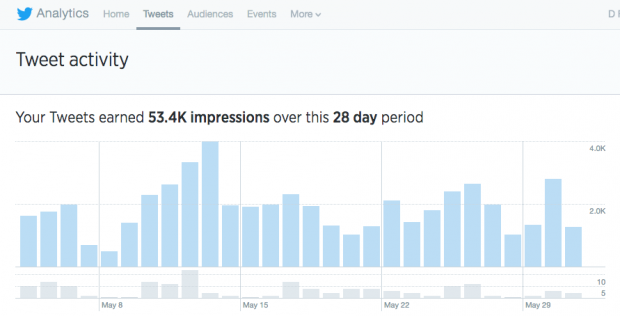 Analytics Home Tweets Audiences Events More
Tweet activity
Your Tweets earned 53.4K impressions over this 28 day period
4.0K
2.0K
10
5
May 8 May 15 May 22 May 29